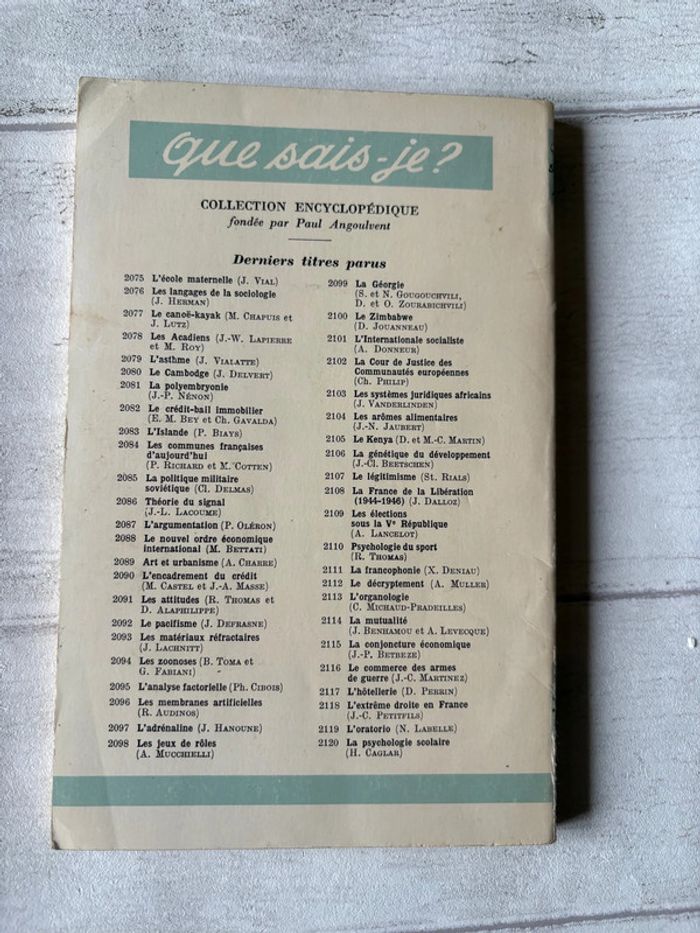 que sais-je?
COLLECTION ENCYCLOPÉDIQUE
fondée par Paul Angoulvent
Derniers titres parus
2075 L'école maternelle (J. VIAL)
2076 Les langages de la sociologie
(J. HERMAN)
2077 Le canoë-kayak (M. CHAPUIS et
J. LUTZ)
2078 Les Acadiens (J.-W. LAPIERRE
et M. ROY)
2079 L'asthme (J. VIALATTE)
2080 Le Cambodge (J. DELVERT)
2081 La polyembryonie
(J.-P. NÉNON)
2082 Le crédit-bail immobilier
(E. M. BEY et Ch. GAVALDA)
2083 L'Islande (P. BIAYS)
2084 Les communes françaises
d'aujourd'hui
(P. RICHARD et M. COTTEN)
2085 La politique militaire
soviétique (Cl. DELMAS)
2086 Théorie du signal
(J.-L. LACOUME)
2087 L'argumentation (P. OLÉRON)
2088 Le nouvel ordre économique
international (M. BETTATI)
2089 Art et urbanisme (A. CHARRE)
2090 L'encadrement du crédit
(M. CASTEL et J.-A. MASSE)
2091 Les attitudes (R. THOMAS et
D. ALAPHILIPPE)
2092 Le pacifisme (J. DEFRASNE)
2093 Les matériaux réfractaires
(J. LACHNITT)
2094 Les zoonoses (B. TOMA et
G. FABIANI)
2095 L'analyse factorielle (Ph. CIBOIS)
2096 Les membranes artificielles
(R. AUDINOS)
2097 L'adrénaline (J. HANOUNE)
2098 Les jeux de rôles
(A. MUCCHIELLI)
2099 La Géorgie
(S. et N. GOUGOUCHVILI,
D. et O. ZOURABICHVILI)
2100 Le Zimbabwe
(D. JOUANNEAU)
2101 L'Internationale socialiste
(A. DONNEUR)
2102 La Cour de Justice des
Communautés européennes
(Ch. PHILIP)
2103 Les systèmes juridiques africains
(J. VANDERLINDEN)
2104 Les arômes alimentaires
(J.-N. JAUBERT)
2105 Le Kenya (D. et M.-C. MARTIN)
2106 La génétique du développement
(J.-Cl. BEETSCHEN)
2107 Le légitimisme (St. RIALS)
2108 La France de la Libération
(1944-1946) (J. DALLOZ)
2109 Les élections
sous la Ve République
(A. LANCELOT)
2110 Psychologie du sport
(R. THOMAS)
2111 La francophonie (X. DENIAU)
2112 Le décryptement (A. MULLER)
2113 L'organologie
(C. MICHAUD-PRADEILLES)
2114 La mutualité
(J. BENHAMOU et A. LEVECQUE)
2115 La conjoncture économique
(J.-P. BETBEZE)
2116 Le commerce des armes
de guerre (J.-C. MARTINEZ)
2117 L'hôtellerie (D. PERRIN)
2118 L'extrême droite en France
(J.-C. PETITFILS)
2119 L'oratorio (N. LABELLE)
2120 La psychologie scolaire
(H. CAGLAR)